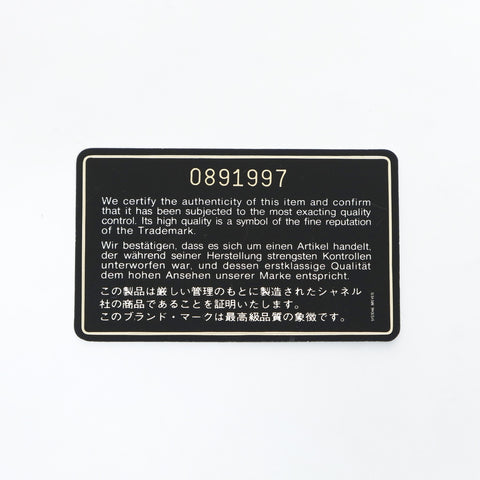 0891997
We certify the authenticity of this item and confirm
that it has been subjected to the most exacting quality
control. Its high quality is a symbol of the fine reputation
of the Trademark.
Wir bestätigen, dass es sich um einen Artikel handelt,
der während seiner Herstellung strengsten Kontrollen
unterworfen war, und dessen erstklassige Qualität
dem hohen Ansehen unserer Marke entspricht.
この製品は厳しい管理のもとに製造されたシャネル
社の商品であることを証明いたします。
このブランド・マークは最高級品質の象徴です。